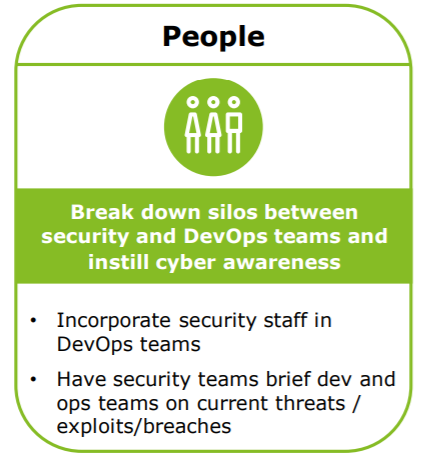 People
Break down silos between
security and DevOps teams and
instill cyber awareness
• Incorporate security staff in
DevOps teams
• Have security teams brief dev and
ops teams on current threats /
exploits/breaches